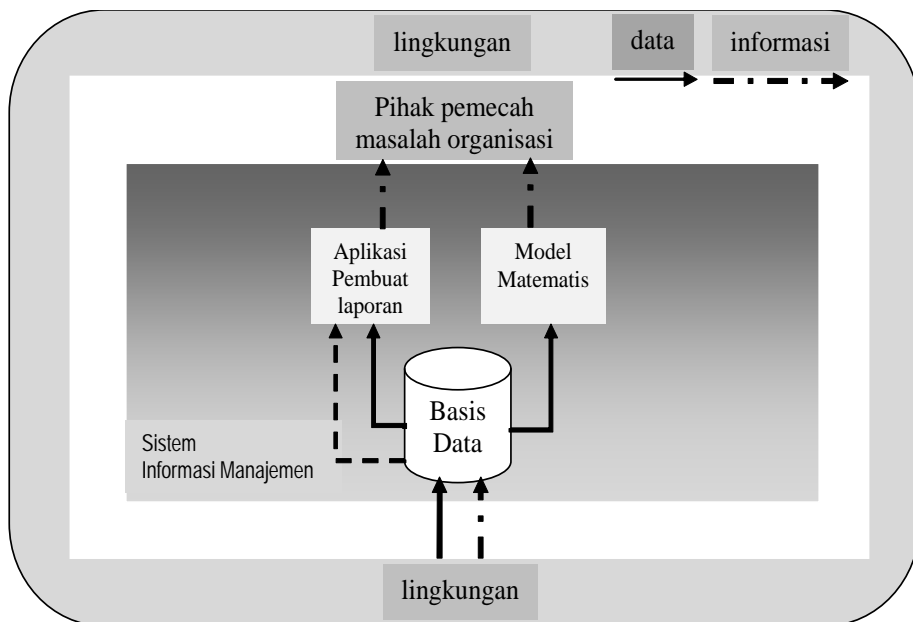 lingkungan
data
informasi
Pihak pemecah
masalah organisasi
Aplikasi
Pembuat
laporan
Model
Matematis
Basis
Data
Sistem
Informasi Manajemen
lingkungan